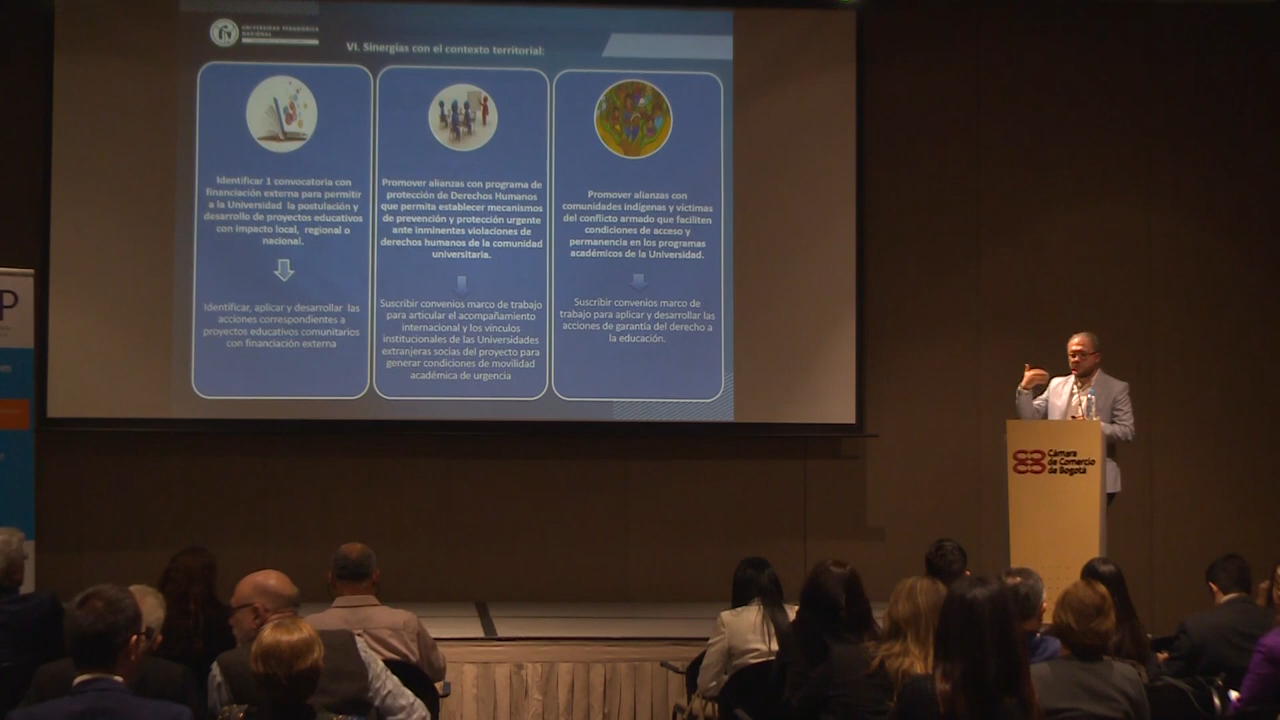 UNIVERSIDAD PEDAGÓGICA
NACIONAL
VI. Sinergias con el contexto territorial:
Identificar 1 convocatoria con
financiación externa para permitir
a la Universidad la postulación y
desarrollo de proyectos educativos
con impacto local, regional o
nacional.
Identificar, aplicar y desarrollar las
acciones correspondientes a
proyectos educativos comunitarios
con financiación externa
Promover alianzas con programa de
protección de Derechos Humanos
que permita establecer mecanismos
de prevención y protección urgente
ante inminentes violaciones de
derechos humanos de la comunidad
universitaria.
Suscribir convenios marco de trabajo
para articular el acompañamiento
internacional y los vínculos
institucionales de las Universidades
extranjeras socias del proyecto para
generar condiciones de movilidad
académica de urgencia
Promover alianzas con
comunidades indígenas y víctimas
del conflicto armado que faciliten
condiciones de acceso y
permanencia en los programas
académicos de la Universidad.
Suscribir convenios marco de
trabajo para aplicar y desarrollar las
acciones de garantía del derecho a
la educación.
P
Cámara
de Comercio
de Bogotá